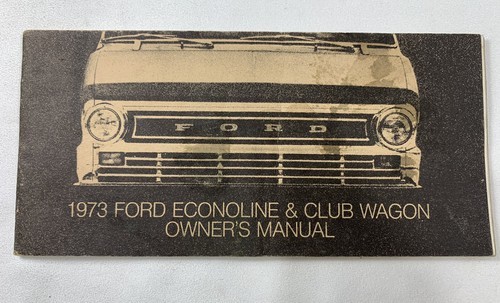 FORD
1973 FORD ECONOLINE & CLUB WAGON
OWNER'S MANUAL